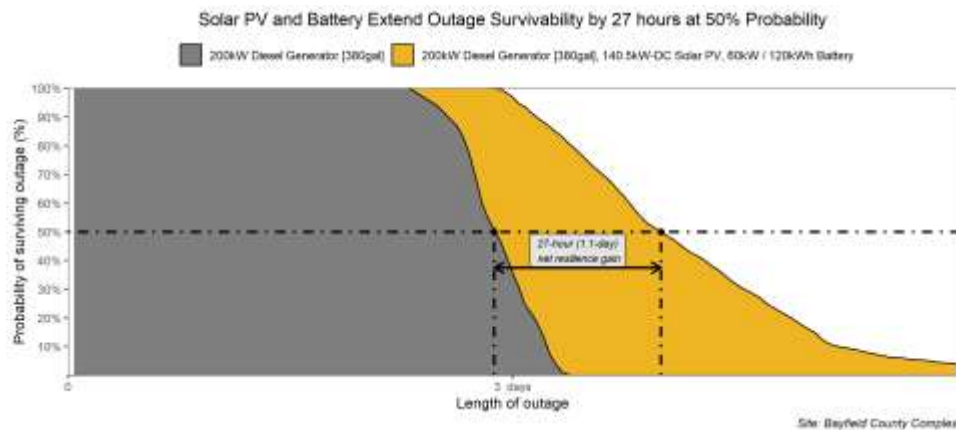 Solar PV and Battery Extend Outage Survivability by 27 hours at 50% Probability
200kW Diesel Generator [380gal]
200kW Diesel Generator [380gal], 140.5kW-DC Solar PV, 60kW / 120kWh Battery
Probability of surviving outage (%)
100%
90%
80%
70%
60%
50%
40%
30%
20%
10%
27-hour (1.1-day)
net resilience gain
0
3 days
Length of outage
Site: Bayfield County Complex